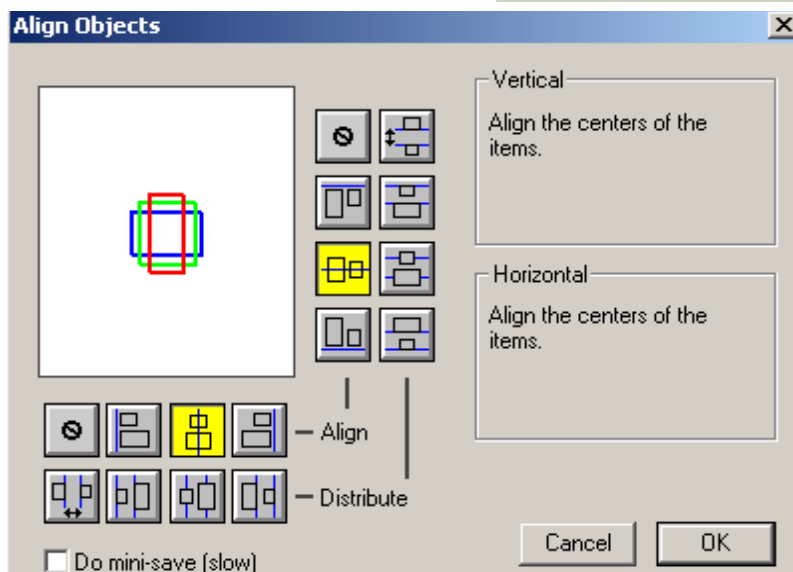 Align Objects
Vertical
Align the centers of the
items.
Horizontal
Align the centers of the
items.
Align
Distribute
Cancel
OK
Do mini-save (slow)